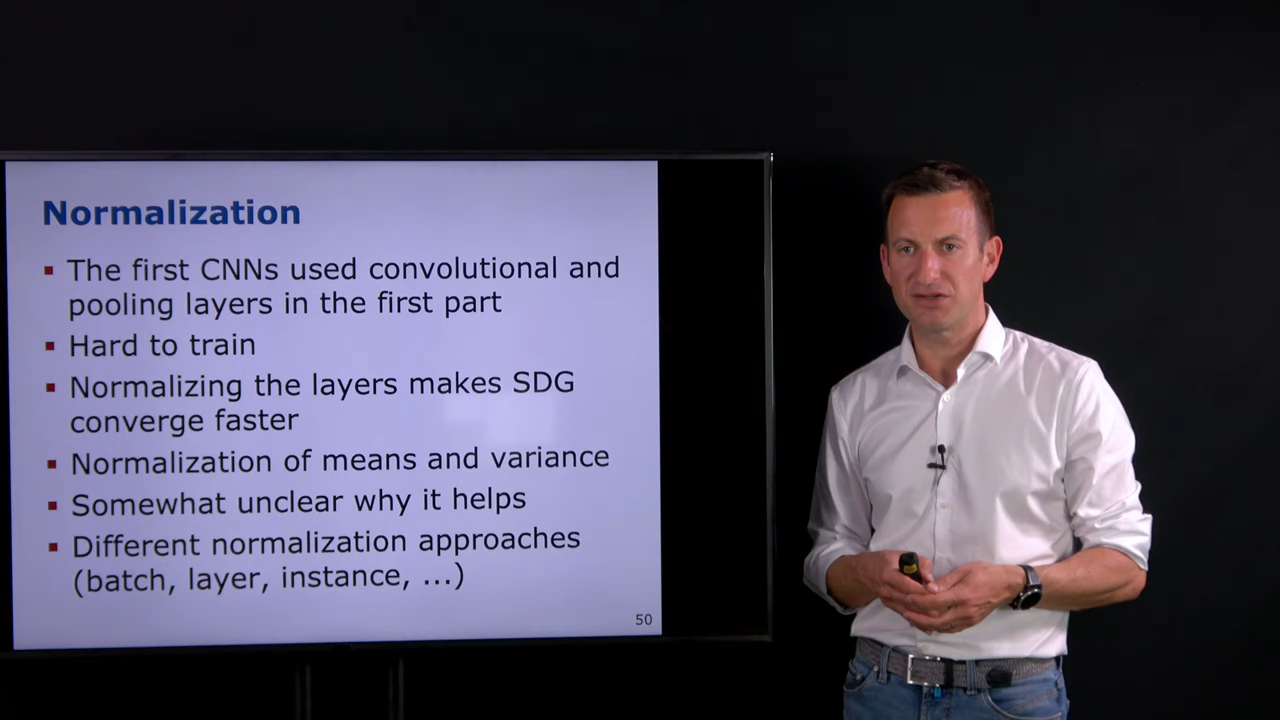 Normalization
▪ The first CNNs used convolutional and
pooling layers in the first part
▪ Hard to train
▪ Normalizing the layers makes SDG
converge faster
▪ Normalization of means and variance
▪ Somewhat unclear why it helps
▪ Different normalization approaches
(batch, layer, instance, ...)
50